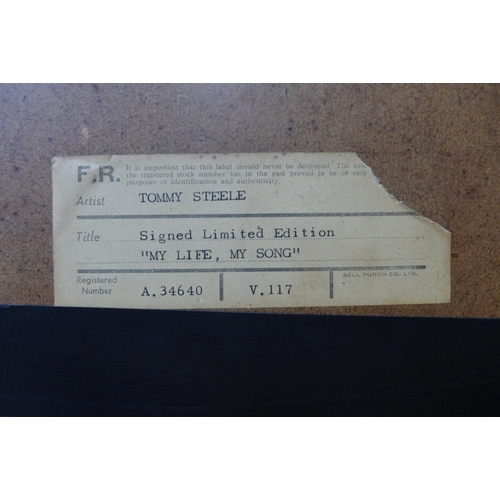 F.R. It is important that this label should never be destroyed. The
the registered stock number has in the past proved to be of very
purposes of identification and authenticity.
Artist TOMMY STEELE
Title Signed Limited Edition
"MY LIFE, MY SONG"
Registered Number A.34640 V.117 BELL PUNCH CO. LTD.